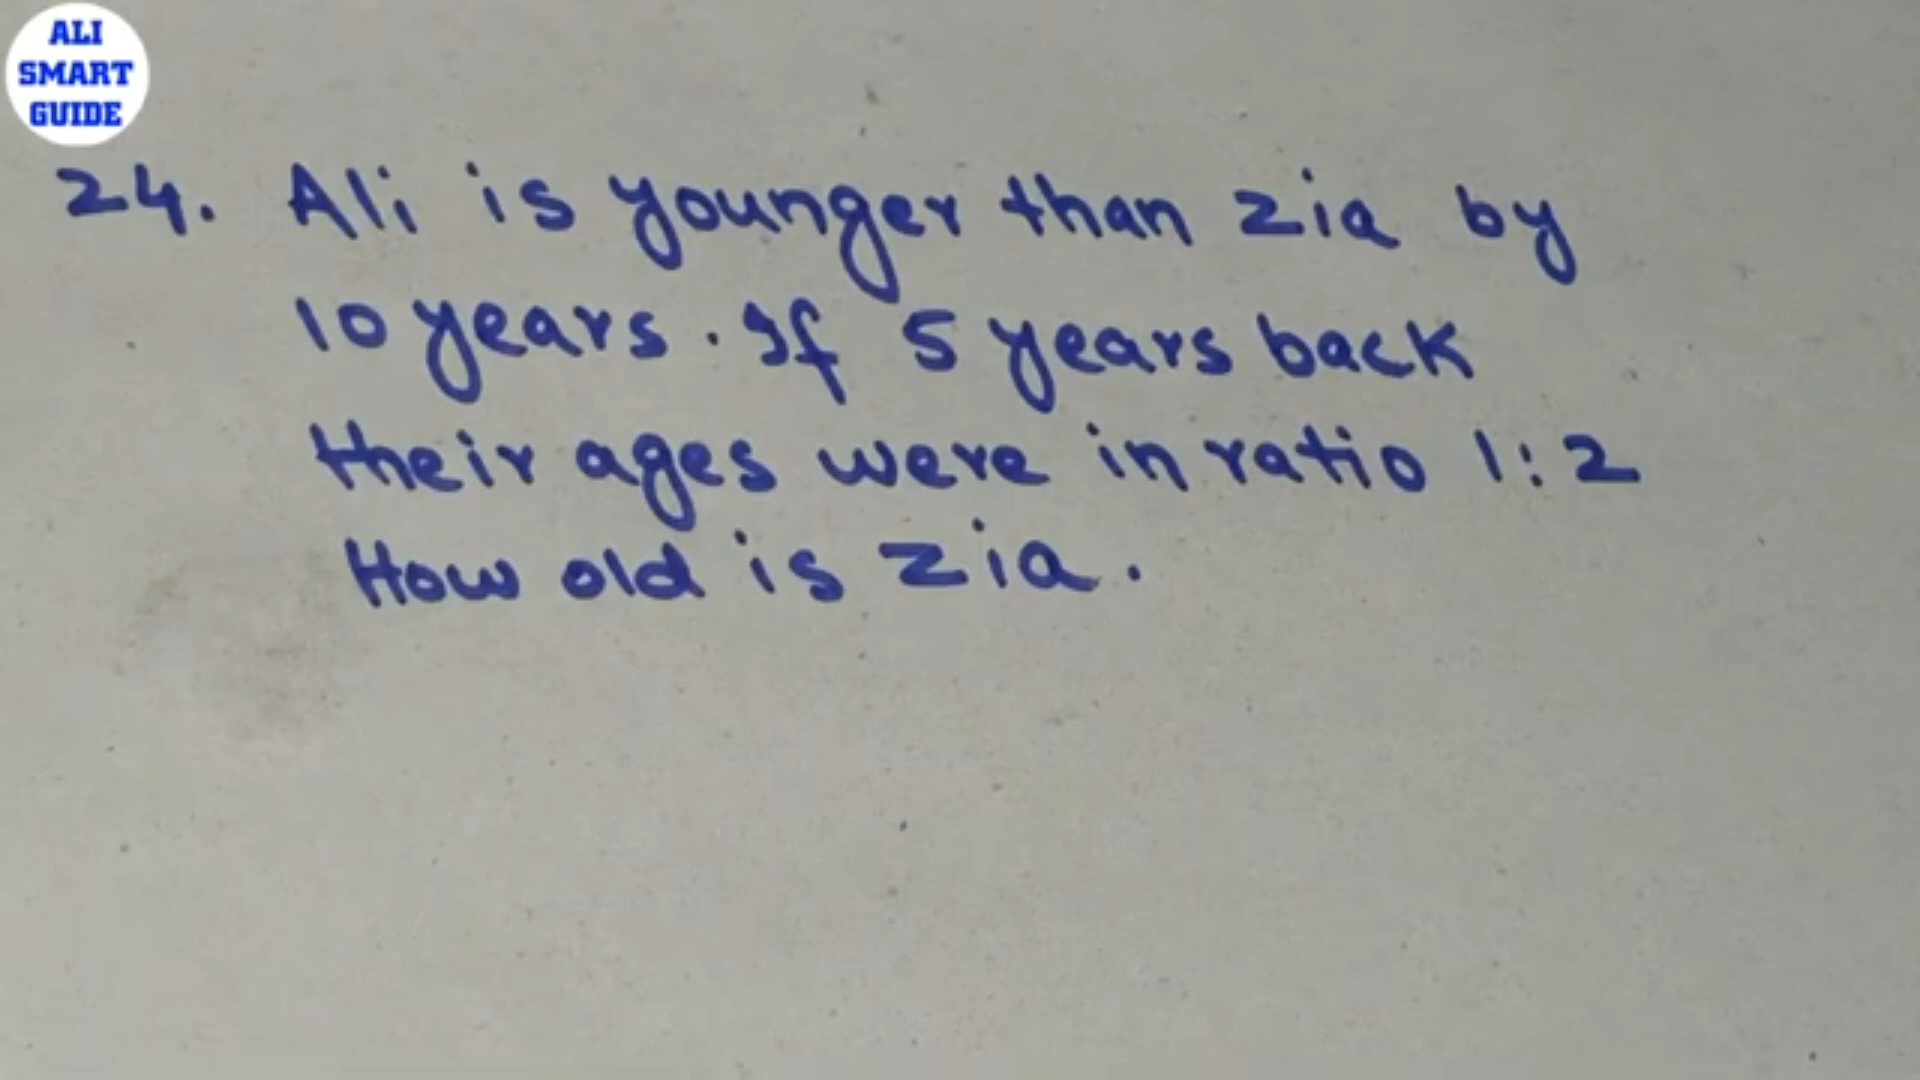 ALI
SMART
GUIDE
24. Ali is younger than zia by
10 years. If 5 years back
their ages were in ratio 1:2
How old is zia.